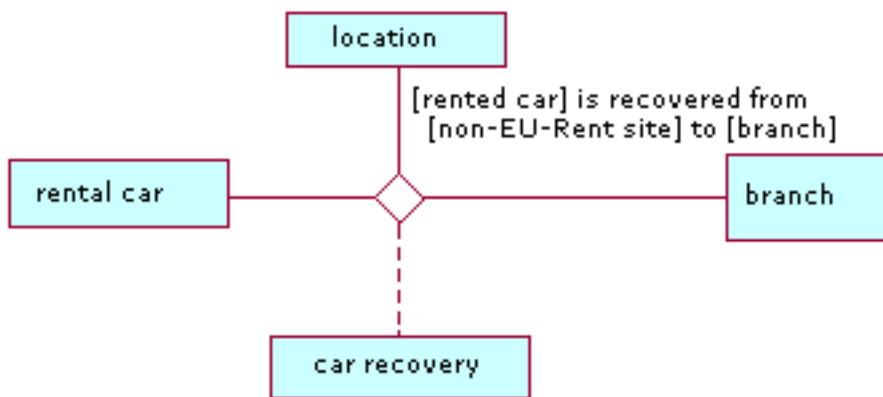 location
[rented car] is recovered from
[non-EU-Rent site] to [branch]
rental car
branch
car recovery